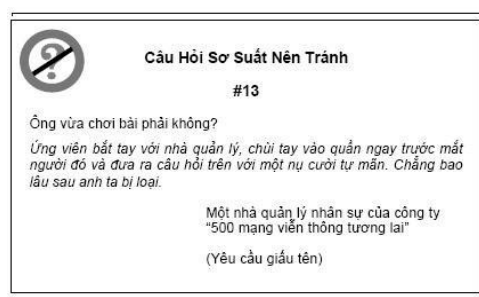 Câu Hỏi Sơ Suất Nên Tránh
#13
Ông vừa chơi bài phải không?
Ứng viên bắt tay với nhà quản lý, chùi tay vào quần ngay trước mắt
người đó và đưa ra câu hỏi trên với một nụ cười tự mãn. Chẳng bao
lâu sau anh ta bị loại.
Một nhà quản lý nhân sự của công ty
“500 mạng viễn thông tương lai”
(Yêu cầu giấu tên)